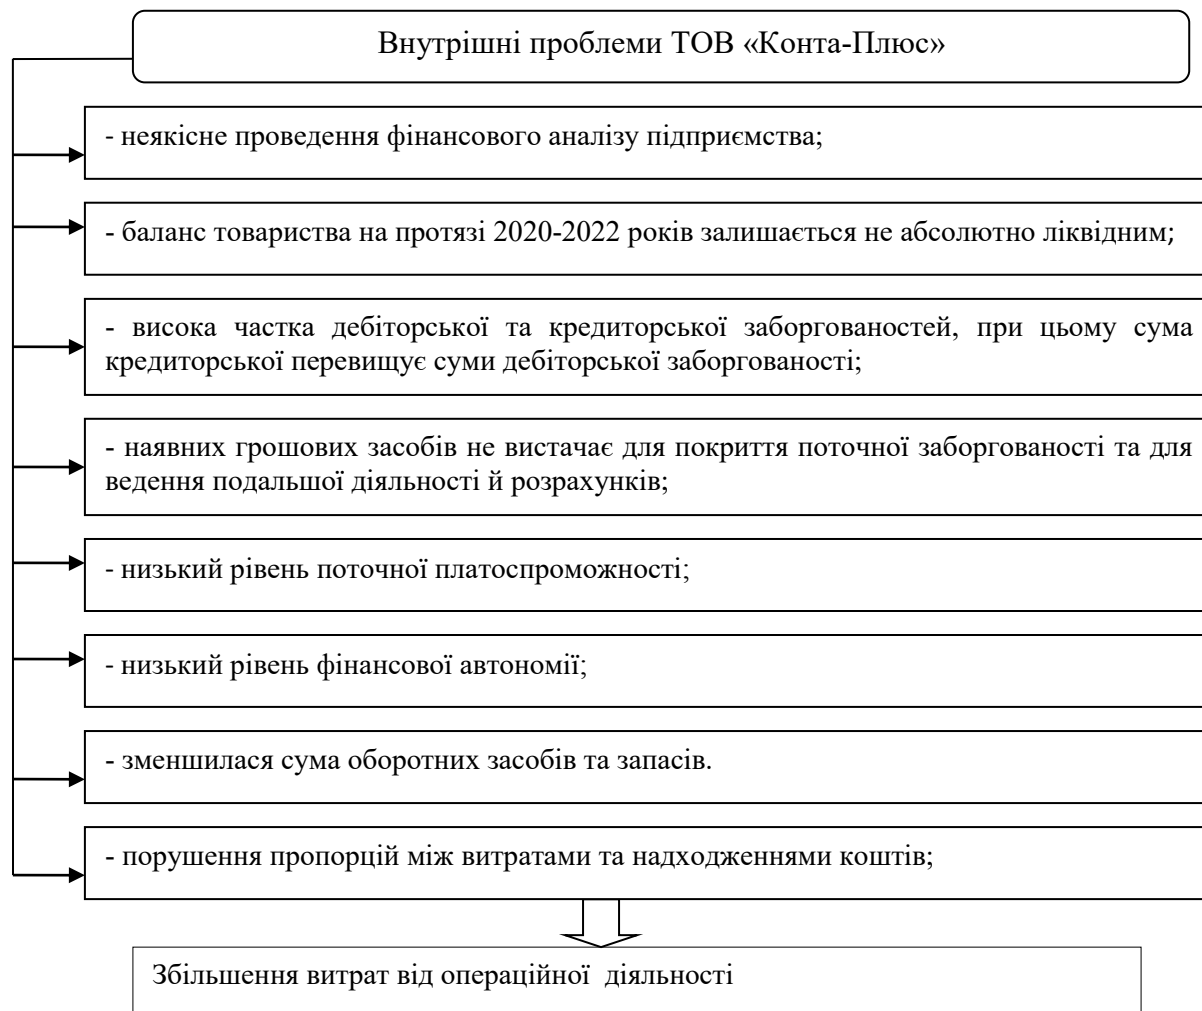 Внутрішні проблеми ТОВ «Конта-Плюс»
- неякісне проведення фінансового аналізу підприємства;
- баланс товариства на протязі 2020-2022 років залишається не абсолютно ліквідним;
- висока частка дебіторської та кредиторської заборгованостей, при цьому сума
кредиторської перевищує суми дебіторської заборгованості;
- наявних грошових засобів не вистачає для покриття поточної заборгованості та для
ведення подальшої діяльності й розрахунків;
- низький рівень поточної платоспроможності;
- низький рівень фінансової автономії;
- зменшилася сума оборотних засобів та запасів.
- порушення пропорцій між витратами та надходженнями коштів;
Збільшення витрат від операційної діяльності